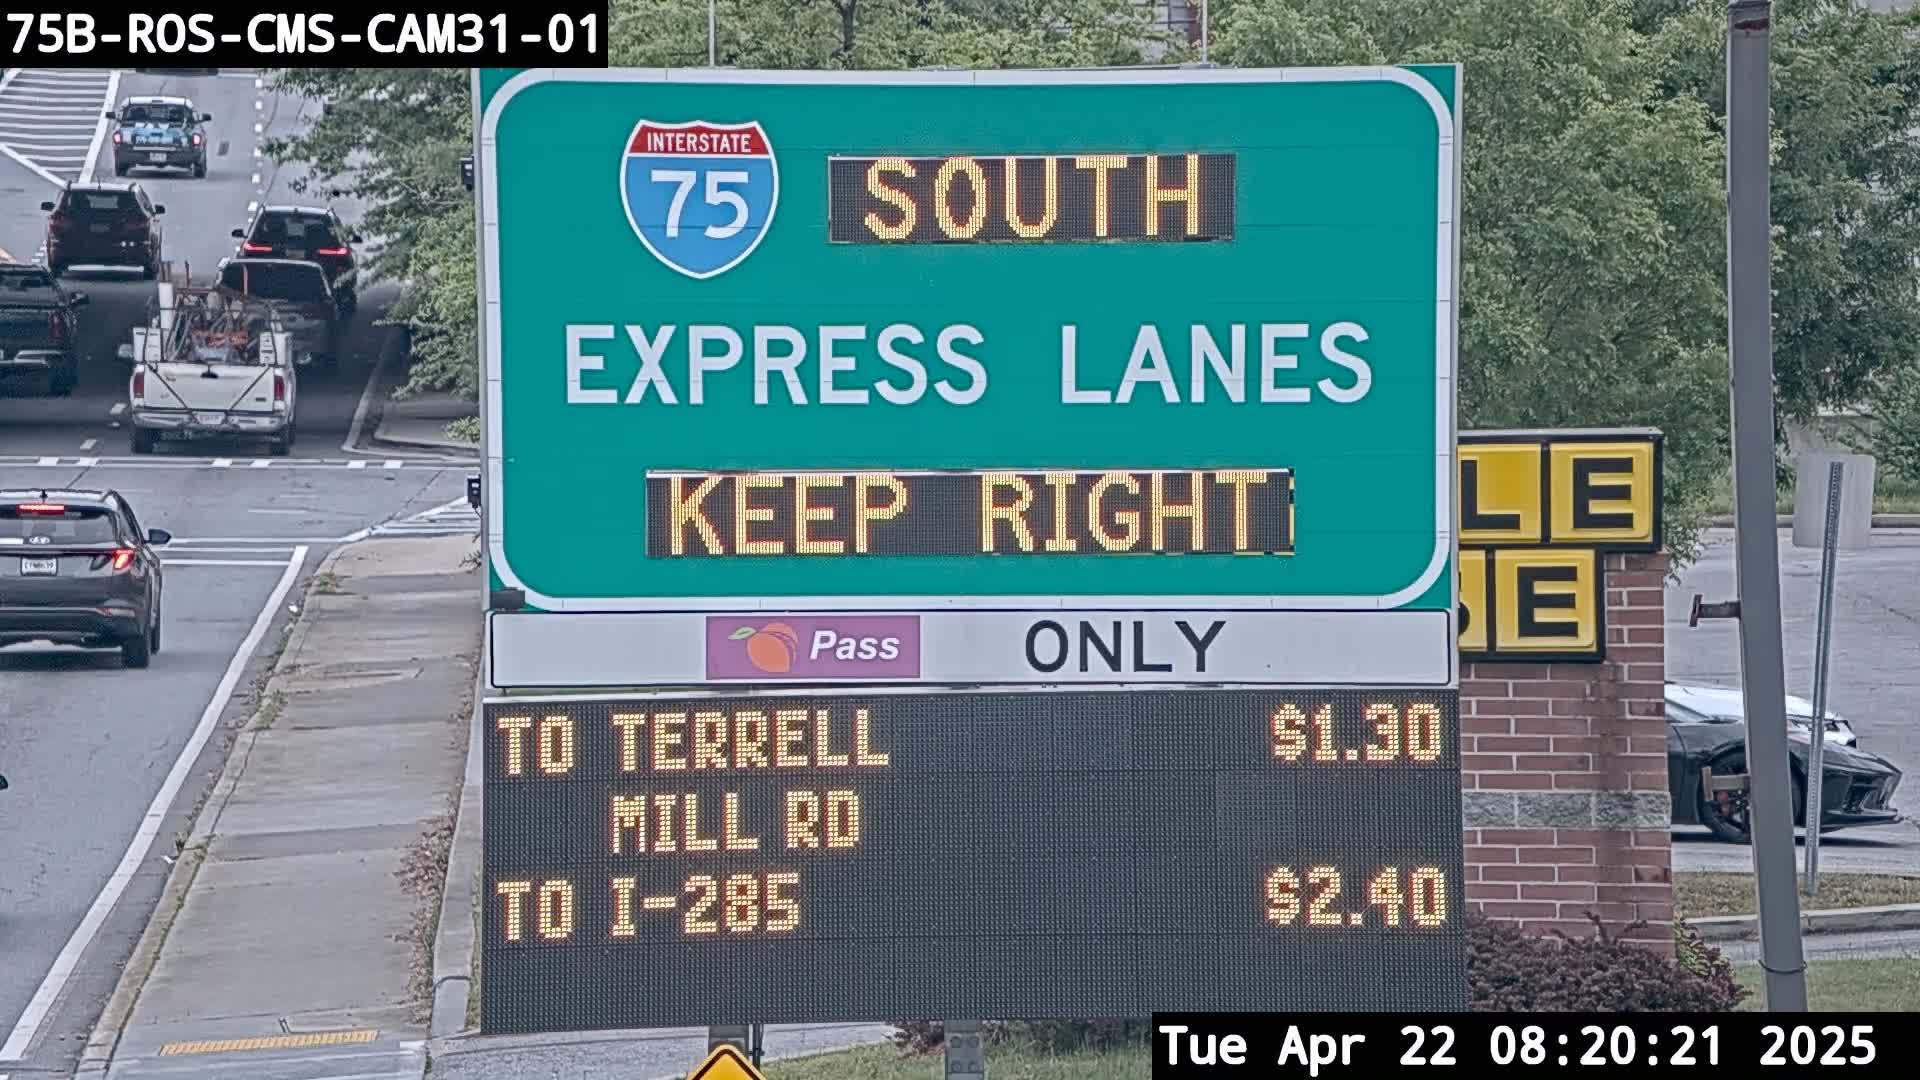 75B-ROS-CMS-CAM31-01
INTERSTATE
75
SOUTH
EXPRESS LANES
KEEP RIGHT
Pass ONLY
TO TERRELL $1.30
MILL RD
TO I-285 $2.40
LE
E
Tue Apr 22 08:20:21 2025